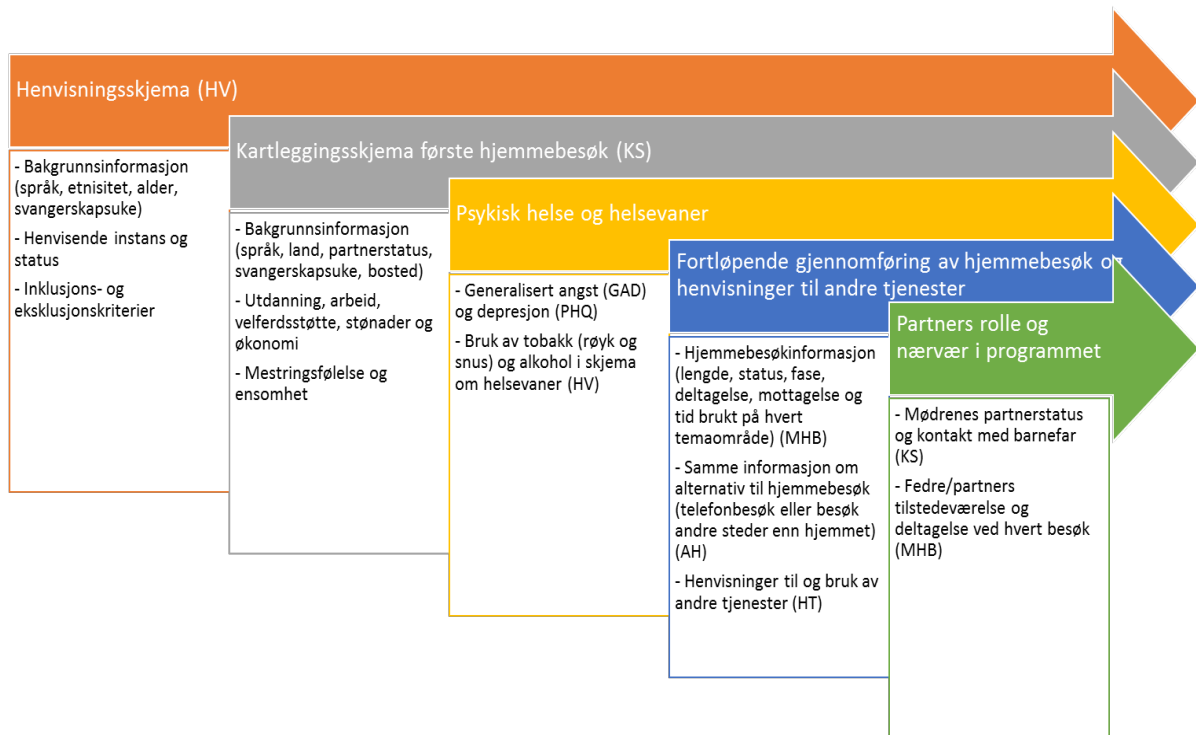 Henvisningsskjema (HV)
- Bakgrunnsinformasjon
(språk, etnisitet, alder,
svangerskapsuke)
- Henvisende instans og
status
- Inklusjons- og
eksklusjonskriterier
Kartleggingsskjema første hjemmebesøk (KS)
- Bakgrunnsinformasjon
(språk, land, partnerstatus,
svangerskapsuke, bosted)
- Utdanning, arbeid,
velferdsstøtte, stønader og
økonomi
- Mestringsfølelse og
ensomhet
Psykisk helse og helsevaner
- Generalisert angst (GAD)
og depresjon (PHQ)
- Bruk av tobakk (røyk og
snus) og alkohol i skjema
om helsevaner (HV)
Fortløpende gjennomføring av hjemmebesøk og
henvisninger til andre tjenester
- Hjemmebesøkinformasjon
(lengde, status, fase,
deltagelse, mottagelse og
tid brukt på hvert
temaområde) (MHB)
- Samme informasjon om
alternativ til hjemmebesøk
(telefonbesøk eller besøk
andre steder enn hjemmet)
(AH)
- Henvisninger til og bruk av
andre tjenester (HT)
Partners rolle og
nærvær i programmet
- Mødrenes partnerstatus
og kontakt med barnefar
(KS)
- Fedre/partners
tilstedeværelse og
deltagelse ved hvert besøk
(MHB)